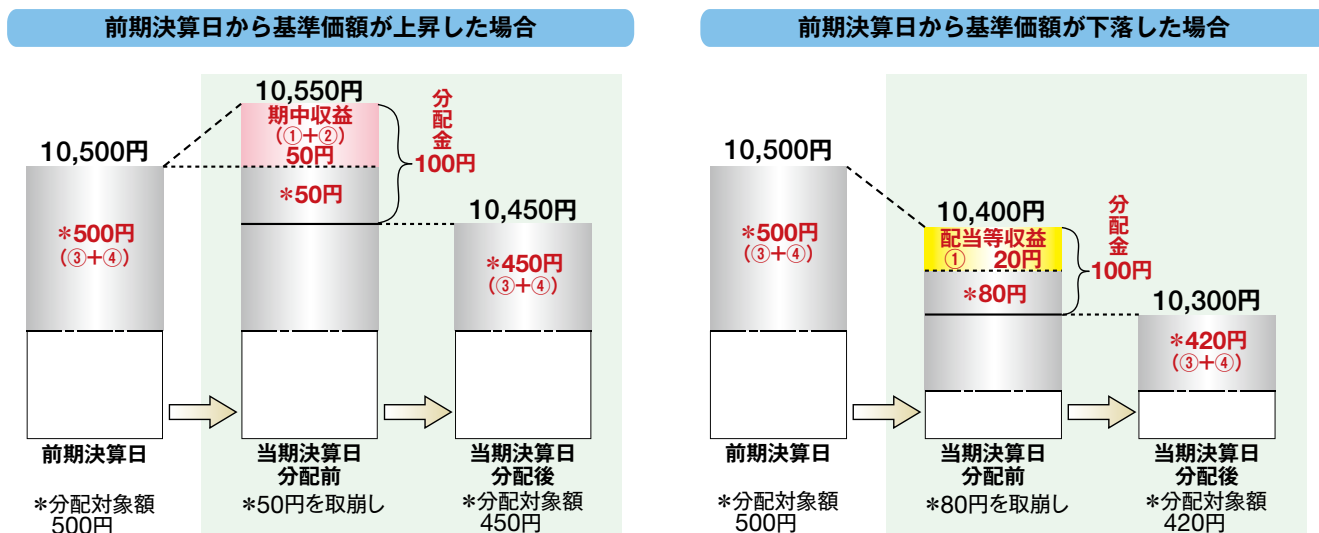 前期決算日から基準価額が上昇した場合
10,500円
＊500円
（③＋④）
10,550円
期中収益
（①＋②）
50円
＊50円
分配金
100円
10,450円
＊450円
（③＋④）
前期決算日
当期決算日
分配前
当期決算日
分配後
＊分配対象額
500円
＊50円を取崩し
＊分配対象額
450円
前期決算日から基準価額が下落した場合
10,500円
＊500円
（③＋④）
10,400円
配当等収益
① 20円
＊80円
分配金
100円
10,300円
＊420円
（③＋④）
前期決算日
当期決算日
分配前
当期決算日
分配後
＊分配対象額
500円
＊80円を取崩し
＊分配対象額
420円